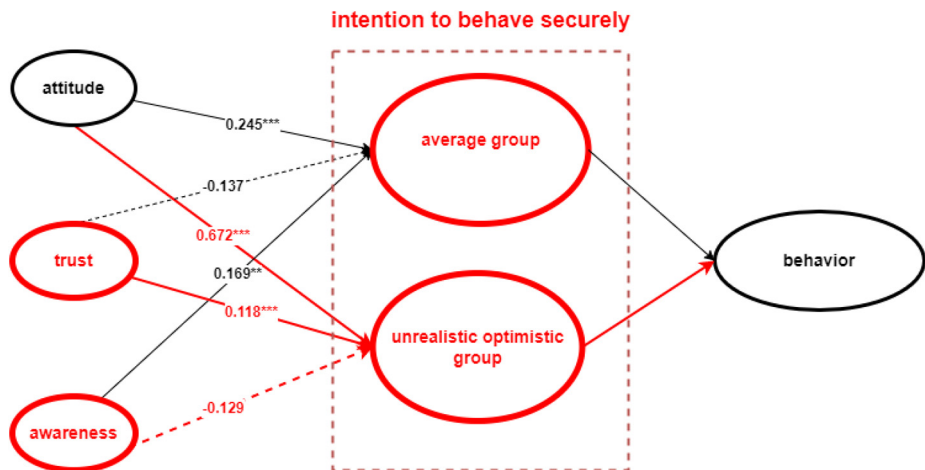 intention to behave securely
attitude
0.245***
average group
-0.137
0.672***
trust
behavior
0.169**
0.118***
unrealistic optimistic
group
-0.129
awareness